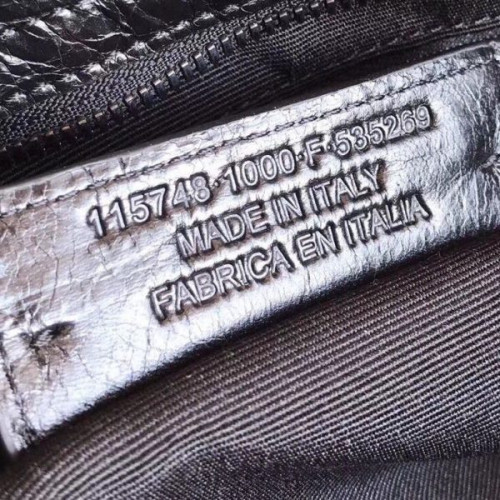 115748·1000·F·535269
MADE IN ITALY
FABRICA EN ITALIA